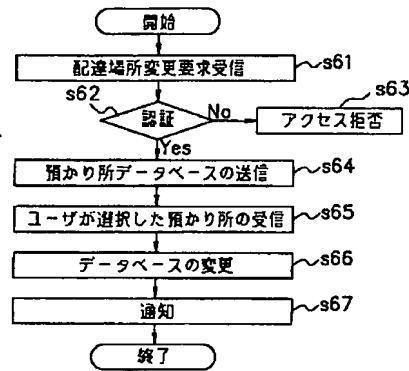 開始
配達場所変更要求受信
s61
s62
認証
No
s63
アクセス拒否
Yes
預かり所データベースの送信
s64
ユーザが選択した預かり所の受信
s65
データベースの変更
s66
通知
s67
終了